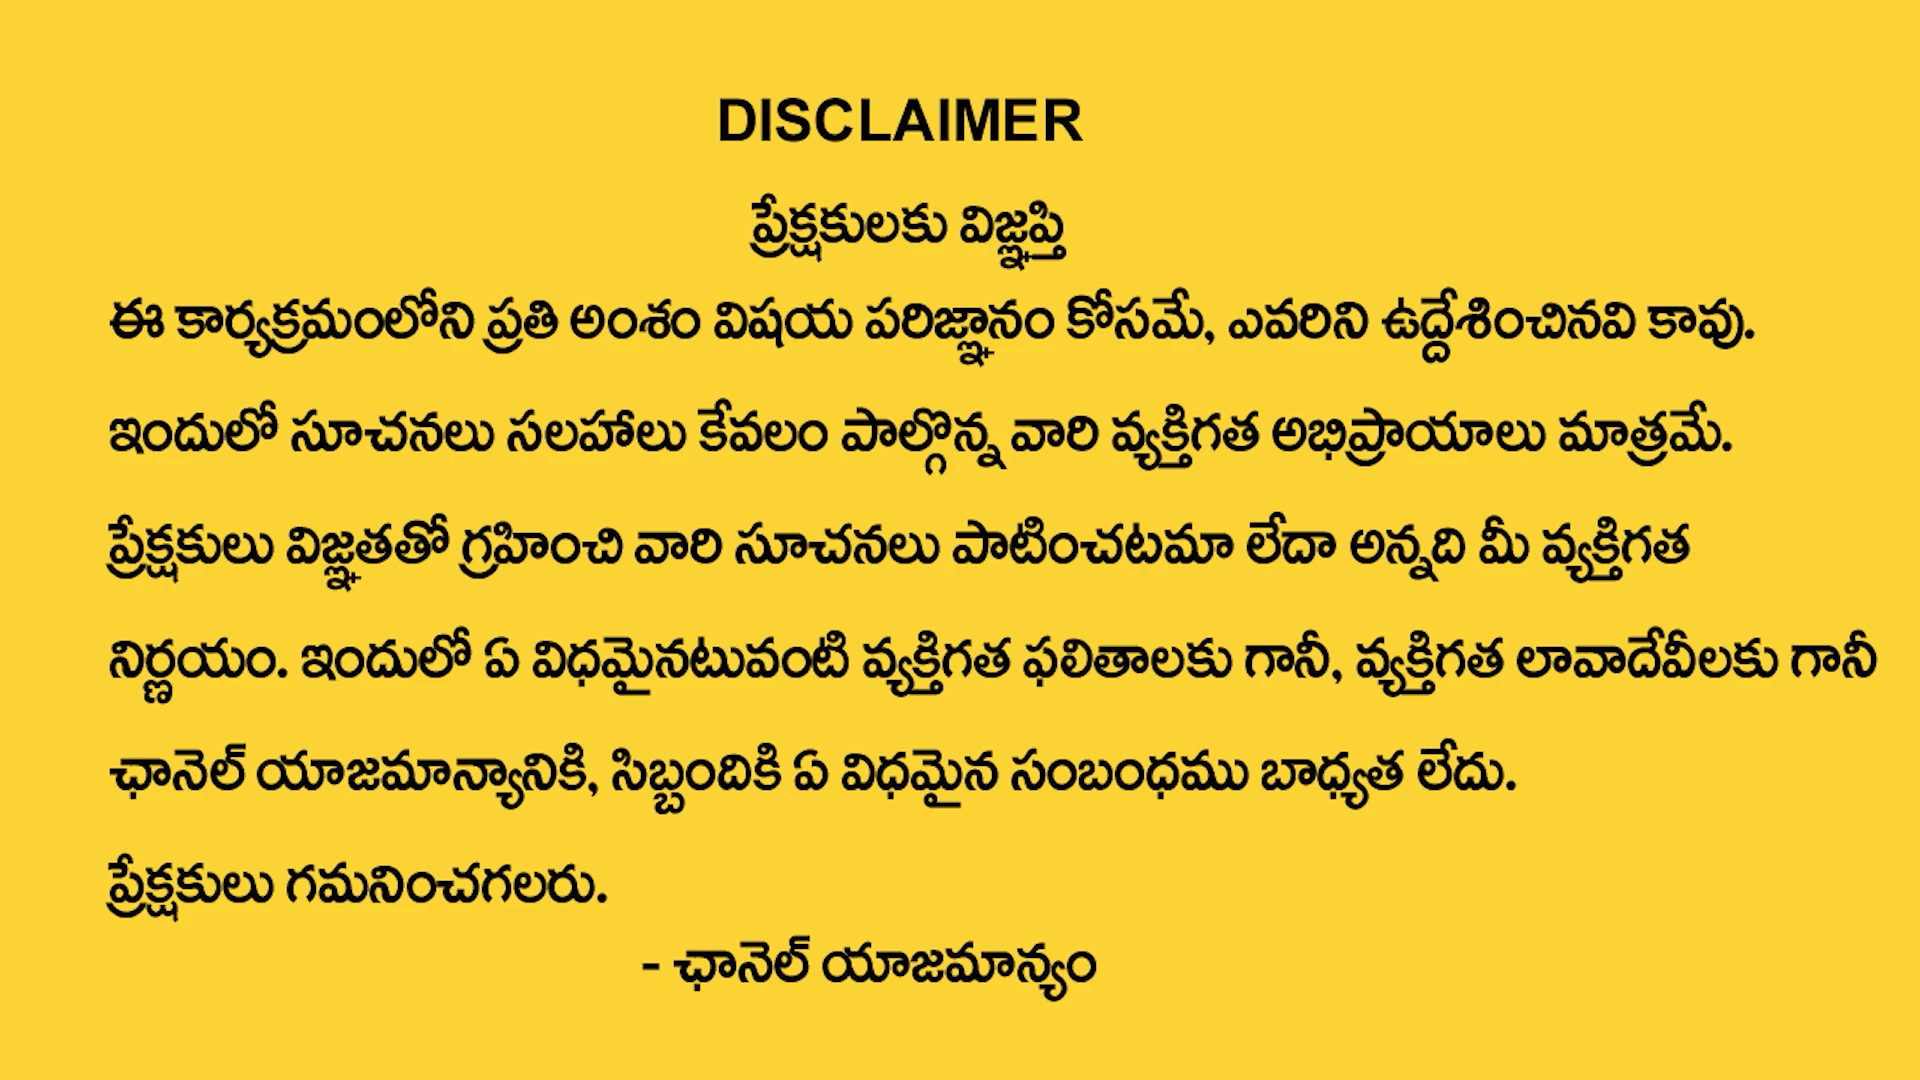 DISCLAIMER
ప్రేక్షకులకు విజ్ఞప్తి
ఈ కార్యక్రమంలోని ప్రతి అంశం విషయ పరిజ్ఞానం కోసమే, ఎవరిని ఉద్దేశించినవి కావు.
ఇందులో సూచనలు సలహాలు కేవలం పాల్గొన్న వారి వ్యక్తిగత అభిప్రాయాలు మాత్రమే.
ప్రేక్షకులు విజ్ఞతతో గ్రహించి వారి సూచనలు పాటించటమా లేదా అన్నది మీ వ్యక్తిగత
నిర్ణయం. ఇందులో ఏ విధమైనటువంటి వ్యక్తిగత ఫలితాలకు గానీ, వ్యక్తిగత లావాదేవీలకు గానీ
ఛానెల్ యాజమాన్యానికి, సిబ్బందికి ఏ విధమైన సంబంధము బాధ్యత లేదు.
ప్రేక్షకులు గమనించగలరు.
- ఛానెల్ యాజమాన్యం